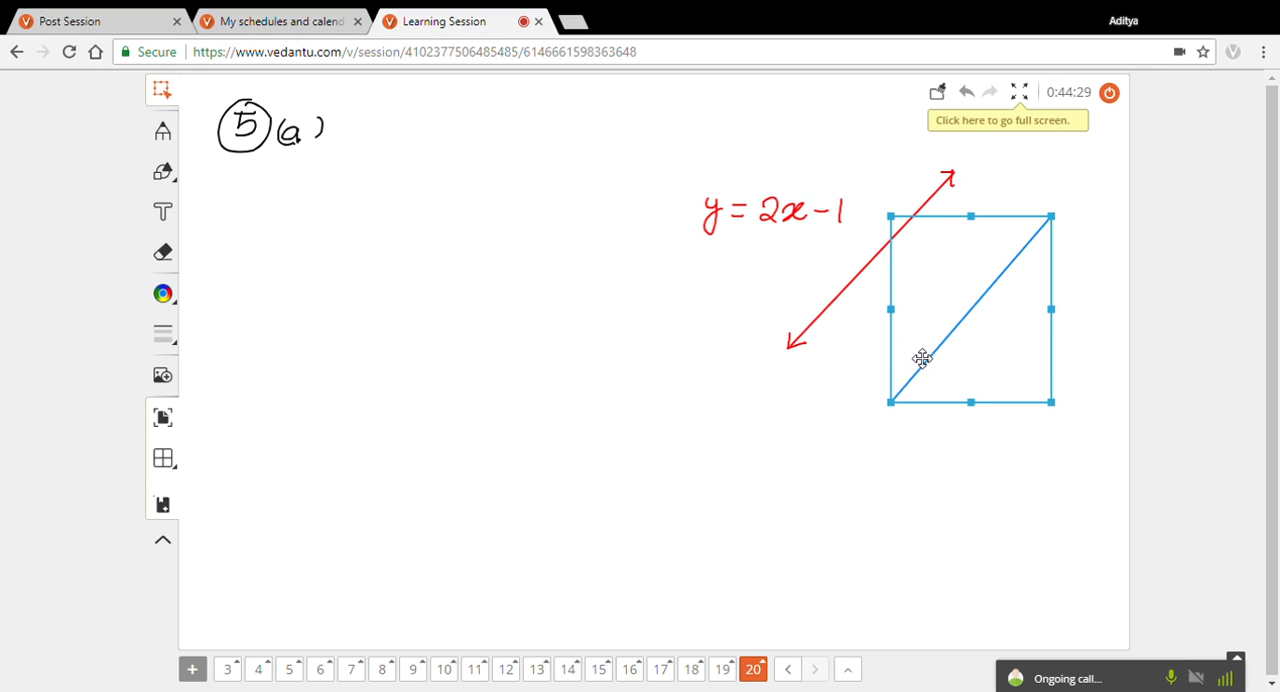 Post Session
My schedules and calend
Learning Session
Aditya
Secure
https://www.vedantu.com/v/session/4102377506485485/6146661598363648
0:44:29
Click here to go full screen.
5 (a)
y = 2x - 1
3 4 5 6 7 8 9 10 11 12 13 14 15 16 17 18 19 20
Ongoing call...